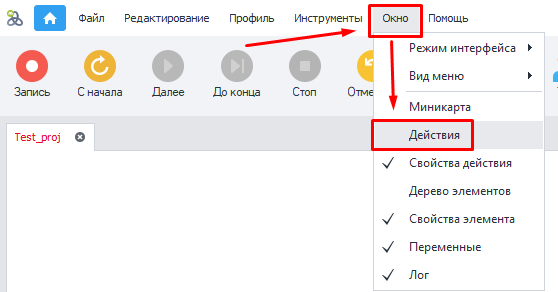 Файл Редактирование Профиль Инструменты Окно Помощь
Запись С начала Далее До конца Стоп
Режим интерфейса
Вид меню
Миникарта
Действия
Свойства действия
Дерево элементов
Свойства элемента
Переменные
Лог
Test_proj